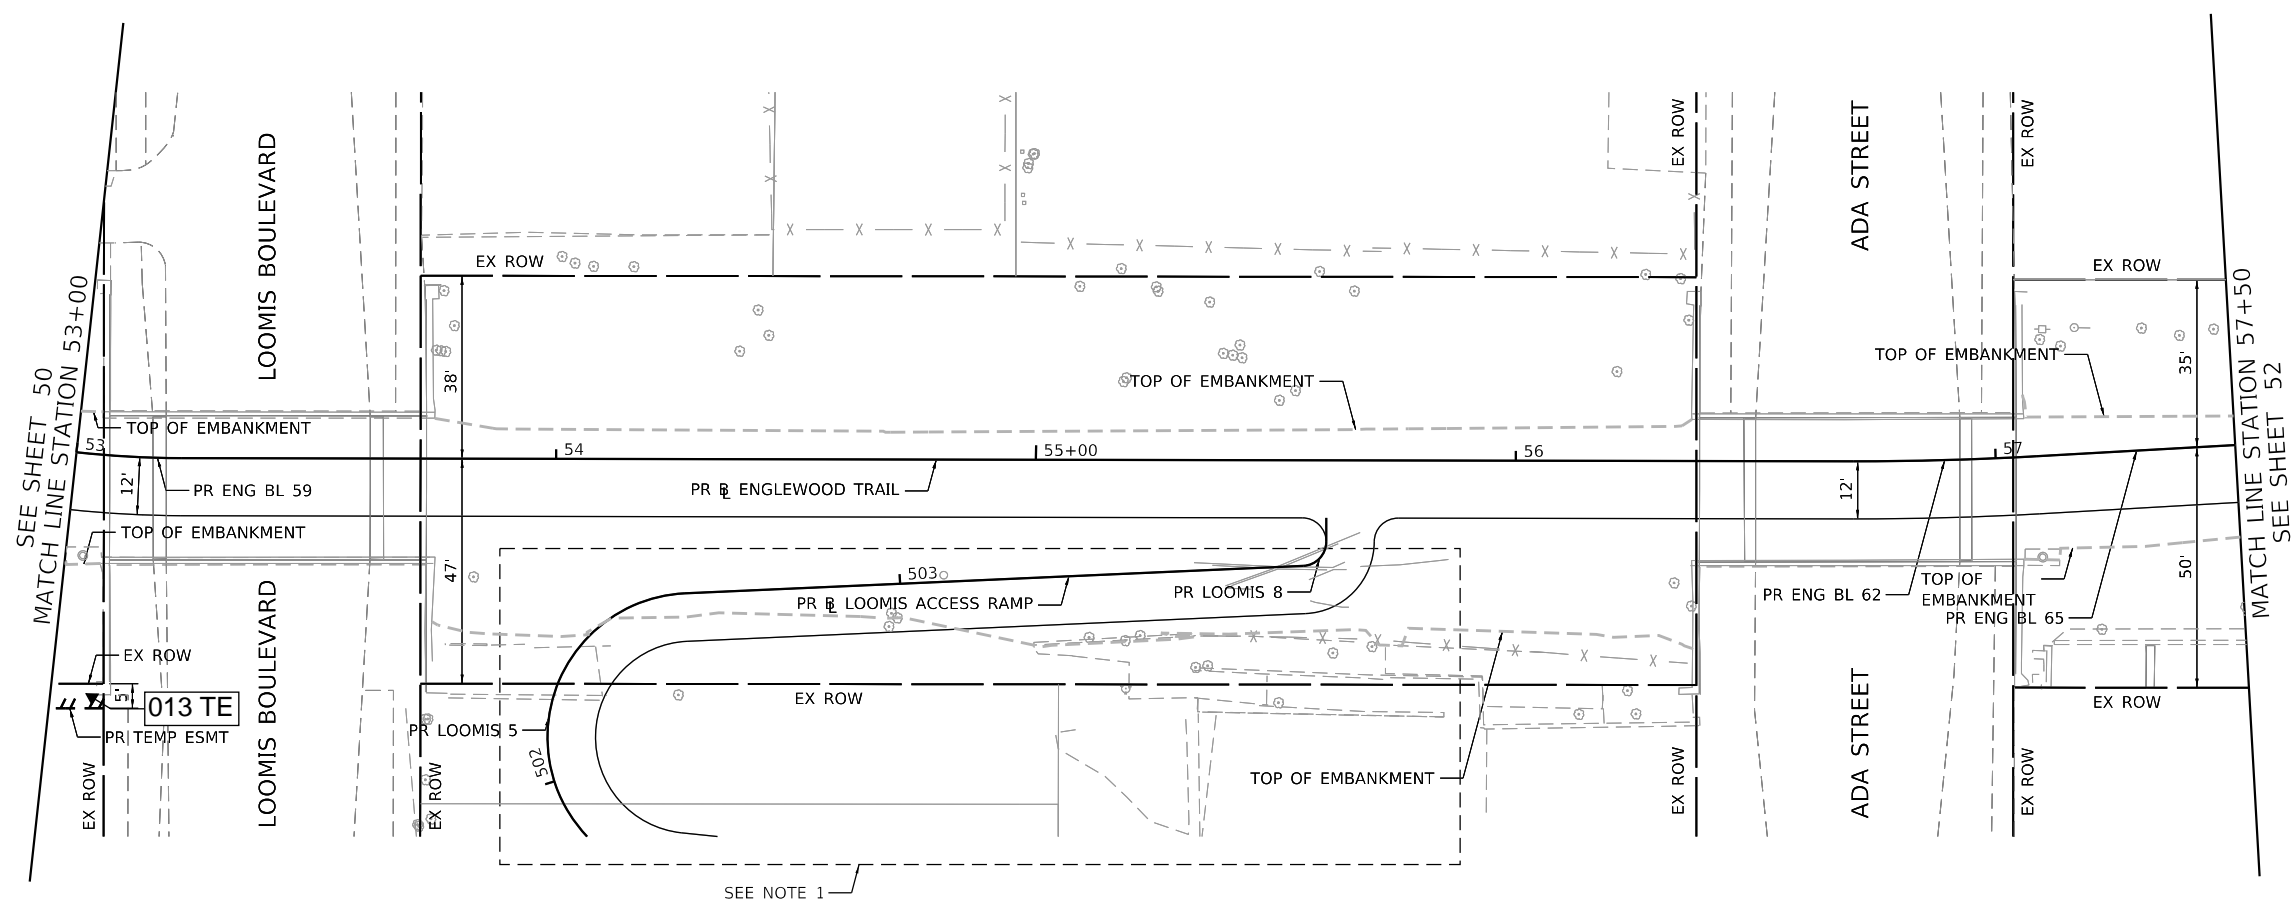 SEE SHEET 50
MATCH LINE STATION 53+00
LOOMIS BOULEVARD
EX ROW
EX ROW
ADA STREET
EX ROW
EX ROW
MATCH LINE STATION 57+50
SEE SHEET 52
38'
35'
TOP OF EMBANKMENT
TOP OF EMBANKMENT
TOP OF EMBANKMENT
53
54
55+00
56
57
12'
PR ENG BL 59
PR BL ENGLEWOOD TRAIL
12'
TOP OF EMBANKMENT
47'
50'
503
PR BL LOOMIS ACCESS RAMP
PR LOOMIS 8
PR ENG BL 62
TOP OF
EMBANKMENT
PR ENG BL 65
EX ROW
5'
013 TE
PR TEMP ESMT
EX ROW
LOOMIS BOULEVARD
EX ROW
PR LOOMIS 5
502
EX ROW
TOP OF EMBANKMENT
EX ROW
ADA STREET
EX ROW
EX ROW
SEE NOTE 1
X X X X X X X X X X X X X X X X X X X X X X X X X X X